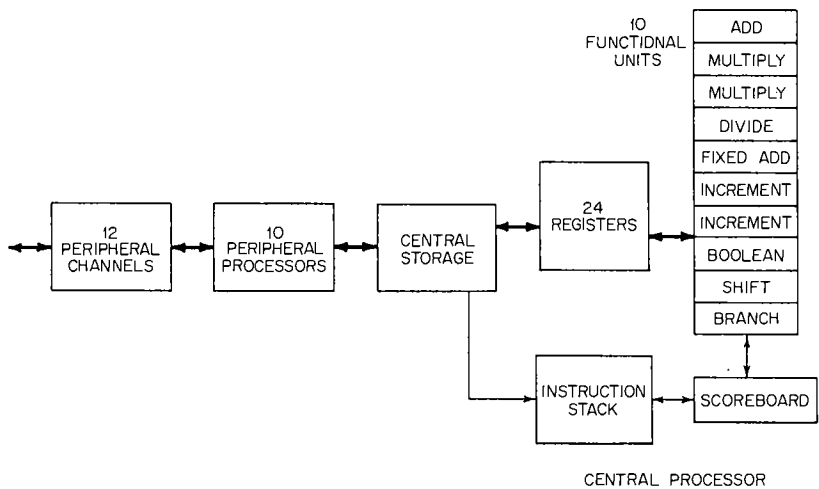 12
PERIPHERAL
CHANNELS
10
PERIPHERAL
PROCESSORS
CENTRAL
STORAGE
24
REGISTERS
10
FUNCTIDNAL
UNITS
ADD
MULTIPLY
MULTIPLY
DIVIDE
FIXED ADD
INCREMENT
INCREMENT
BOOLEAN
SHIFT
BRANCH
INSTRUCTION
STACK
SCOREBOARD
CENTRAL PROCESSOR